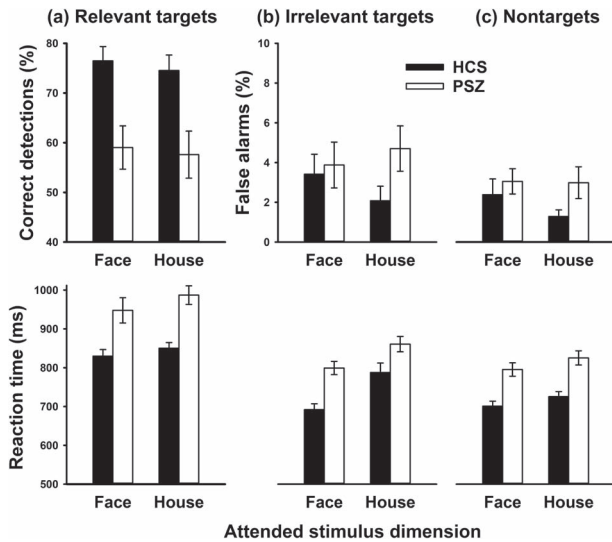 (a) Relevant targets
(b) Irrelevant targets
(c) Nontargets
Correct detections (%)
80
70
60
50
40
Face House
False alarms (%)
10
8
6
4
2
0
Face House
HCS
PSZ
Face House
Reaction time (ms)
1000
900
800
700
600
500
Face House
Face House
Face House
Attended stimulus dimension